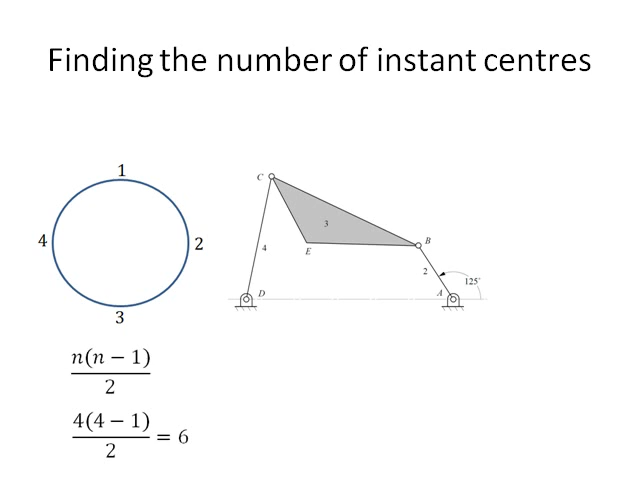 Finding the number of instant centres
1
4
2
3
C
3
B
4
E
2
125°
D
A
n(n − 1)
2
4(4 − 1)
2
= 6